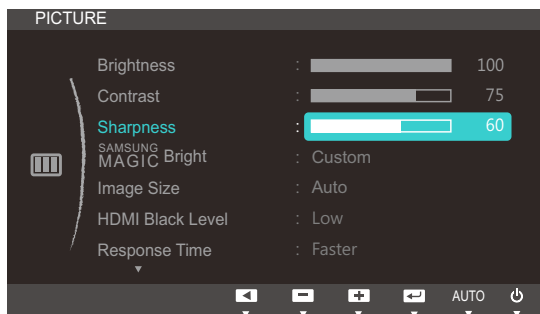 PICTURE
Brightness : 100
Contrast : 75
Sharpness : 60
SAMSUNG MAGIC Bright : Custom
Image Size : Auto
HDMI Black Level : Low
Response Time : Faster
AUTO